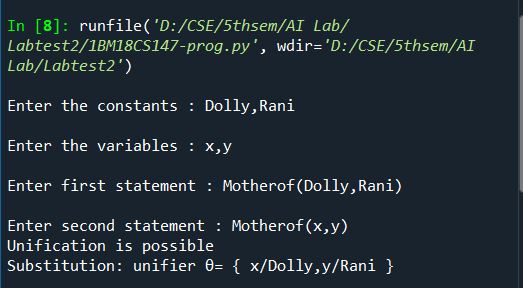 In [8]: runfile('D:/CSE/5thsem/AI Lab/
Labtest2/1BM18CS147-prog.py', wdir='D:/CSE/5thsem/AI
Lab/Labtest2')
Enter the constants : Dolly,Rani
Enter the variables : x,y
Enter first statement : Motherof(Dolly,Rani)
Enter second statement : Motherof(x,y)
Unification is possible
Substitution: unifier θ= { x/Dolly,y/Rani }